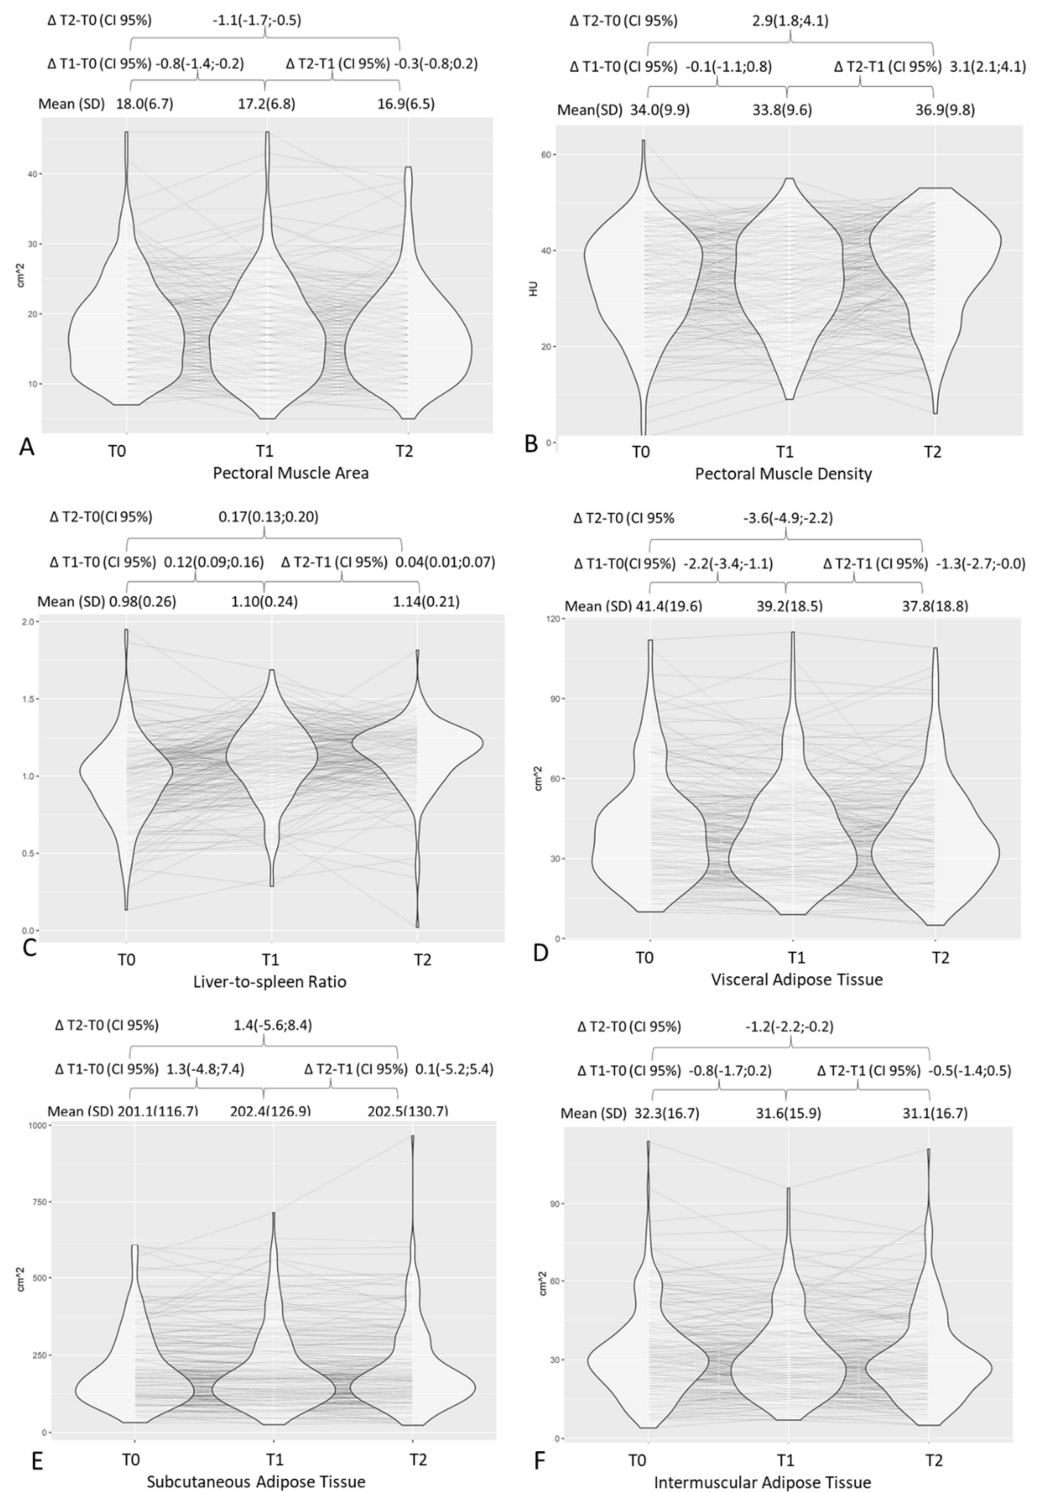 Δ T2-T0 (CI 95%) -1.1(-1.7;-0.5)
Δ T1-T0 (CI 95%) -0.8(-1.4;-0.2) Δ T2-T1 (CI 95%) -0.3(-0.8;0.2)
Mean (SD) 18.0(6.7) 17.2(6.8) 16.9(6.5)
40
30
20
10
cm^2
A T0 T1 T2
Pectoral Muscle Area
Δ T2-T0 (CI 95%) 2.9(1.8;4.1)
Δ T1-T0 (CI 95%) -0.1(-1.1;0.8) Δ T2-T1 (CI 95%) 3.1(2.1;4.1)
Mean(SD) 34.0(9.9) 33.8(9.6) 36.9(9.8)
60
40
20
0
HU
B T0 T1 T2
Pectoral Muscle Density
Δ T2-T0(CI 95%) 0.17(0.13;0.20)
Δ T1-T0 (CI 95%) 0.12(0.09;0.16) Δ T2-T1 (CI 95%) 0.04(0.01;0.07)
Mean (SD) 0.98(0.26) 1.10(0.24) 1.14(0.21)
2.0
1.5
1.0
0.5
0.0
C T0 T1 T2
Liver-to-spleen Ratio
Δ T2-T0(CI 95% -3.6(-4.9;-2.2)
Δ T1-T0(CI 95%) -2.2(-3.4;-1.1) Δ T2-T1 (CI 95%) -1.3(-2.7;-0.0)
Mean (SD) 41.4(19.6) 39.2(18.5) 37.8(18.8)
120
90
60
30
0
cm^2
D T0 T1 T2
Visceral Adipose Tissue
Δ T2-T0 (CI 95%) 1.4(-5.6;8.4)
Δ T1-T0 (CI 95%) 1.3(-4.8;7.4) Δ T2-T1 (CI 95%) 0.1(-5.2;5.4)
Mean (SD) 201.1(116.7) 202.4(126.9) 202.5(130.7)
1000
750
500
250
0
cm^2
E T0 T1 T2
Subcutaneous Adipose Tissue
Δ T2-T0 (CI 95%) -1.2(-2.2;-0.2)
Δ T1-T0 (CI 95%) -0.8(-1.7;0.2) Δ T2-T1 (CI 95%) -0.5(-1.4;0.5)
Mean (SD) 32.3(16.7) 31.6(15.9) 31.1(16.7)
90
60
30
0
cm^2
F T0 T1 T2
Intermuscular Adipose Tissue